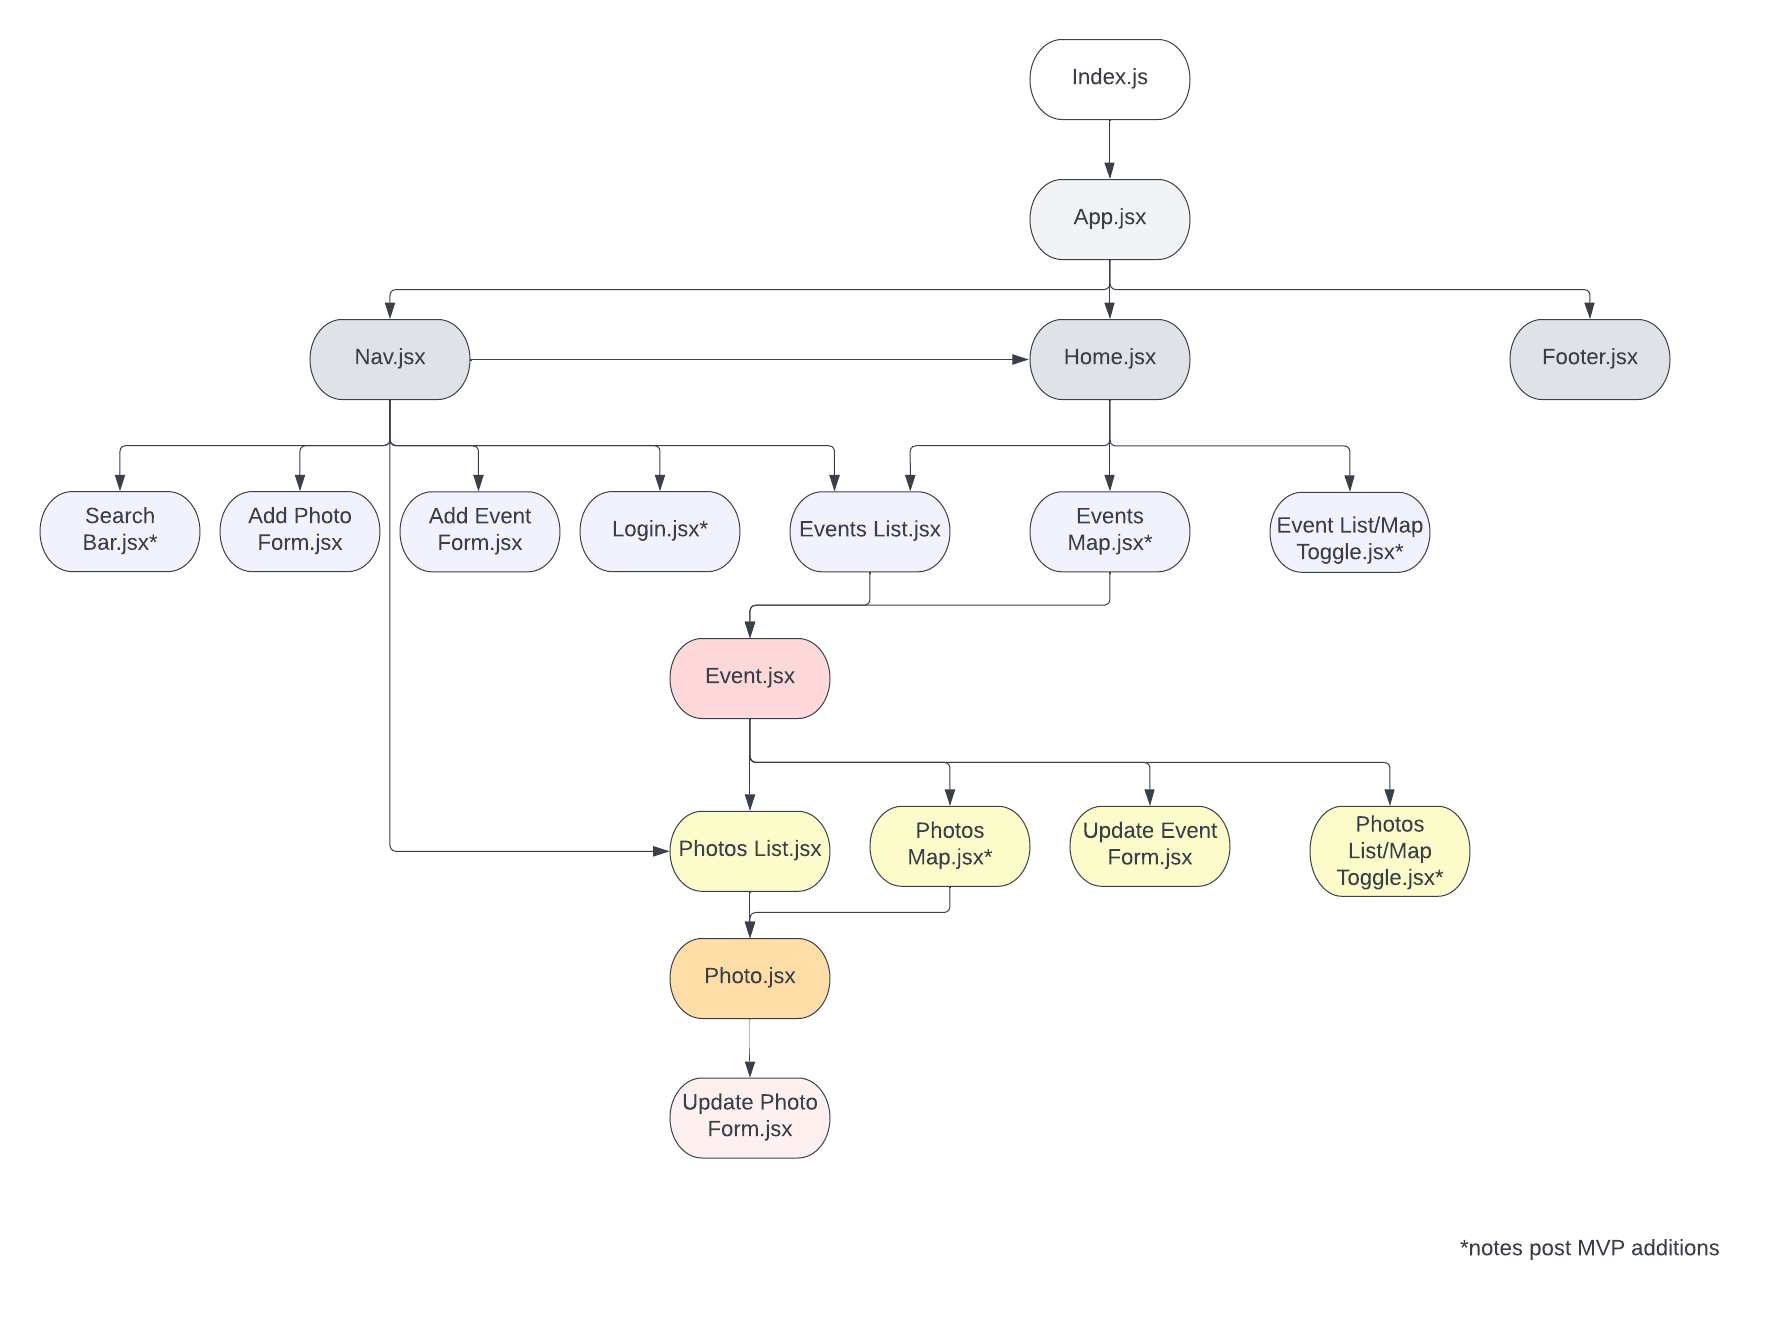 Index.js
App.jsx
Nav.jsx
Home.jsx
Footer.jsx
Search
Bar.jsx*
Add Photo
Form.jsx
Add Event
Form.jsx
Login.jsx*
Events List.jsx
Events
Map.jsx*
Event List/Map
Toggle.jsx*
Event.jsx
Photos List.jsx
Photos
Map.jsx*
Update Event
Form.jsx
Photos
List/Map
Toggle.jsx*
Photo.jsx
Update Photo
Form.jsx
*notes post MVP additions